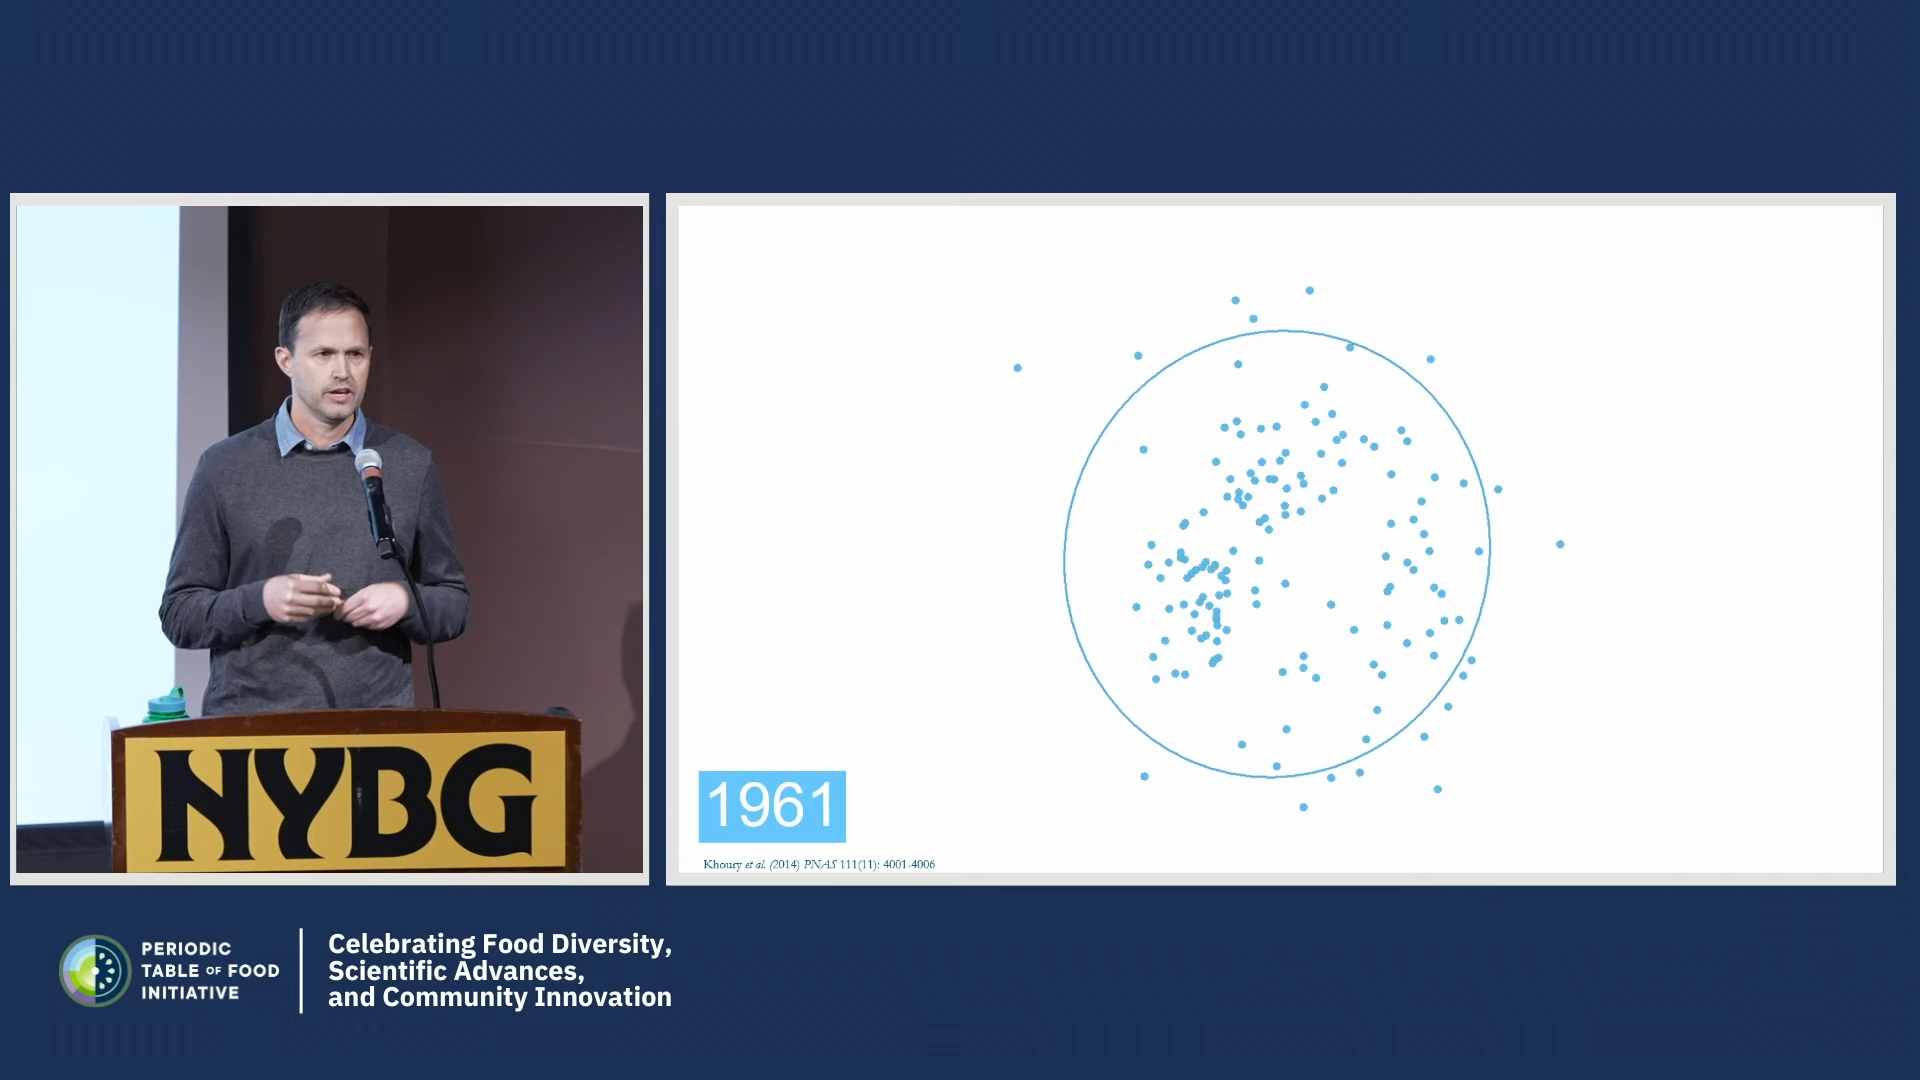 NYBG
1961
Khoury et al. (2014) PNAS 111(11): 4001-4006
PERIODIC
TABLE OF FOOD
INITIATIVE
Celebrating Food Diversity,
Scientific Advances,
and Community Innovation